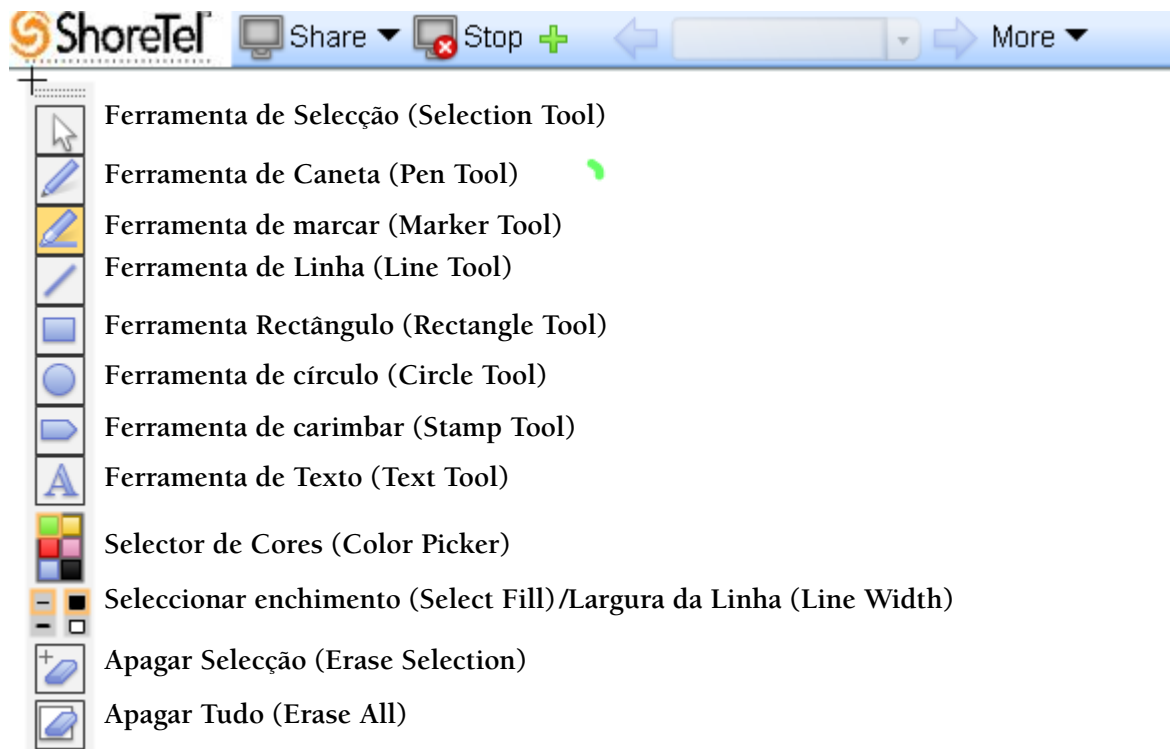 ShoreTel Share Stop More
Ferramenta de Selecção (Selection Tool)
Ferramenta de Caneta (Pen Tool)
Ferramenta de marcar (Marker Tool)
Ferramenta de Linha (Line Tool)
Ferramenta Rectângulo (Rectangle Tool)
Ferramenta de círculo (Circle Tool)
Ferramenta de carimbar (Stamp Tool)
A Ferramenta de Texto (Text Tool)
Selector de Cores (Color Picker)
Seleccionar enchimento (Select Fill)/Largura da Linha (Line Width)
Apagar Selecção (Erase Selection)
Apagar Tudo (Erase All)